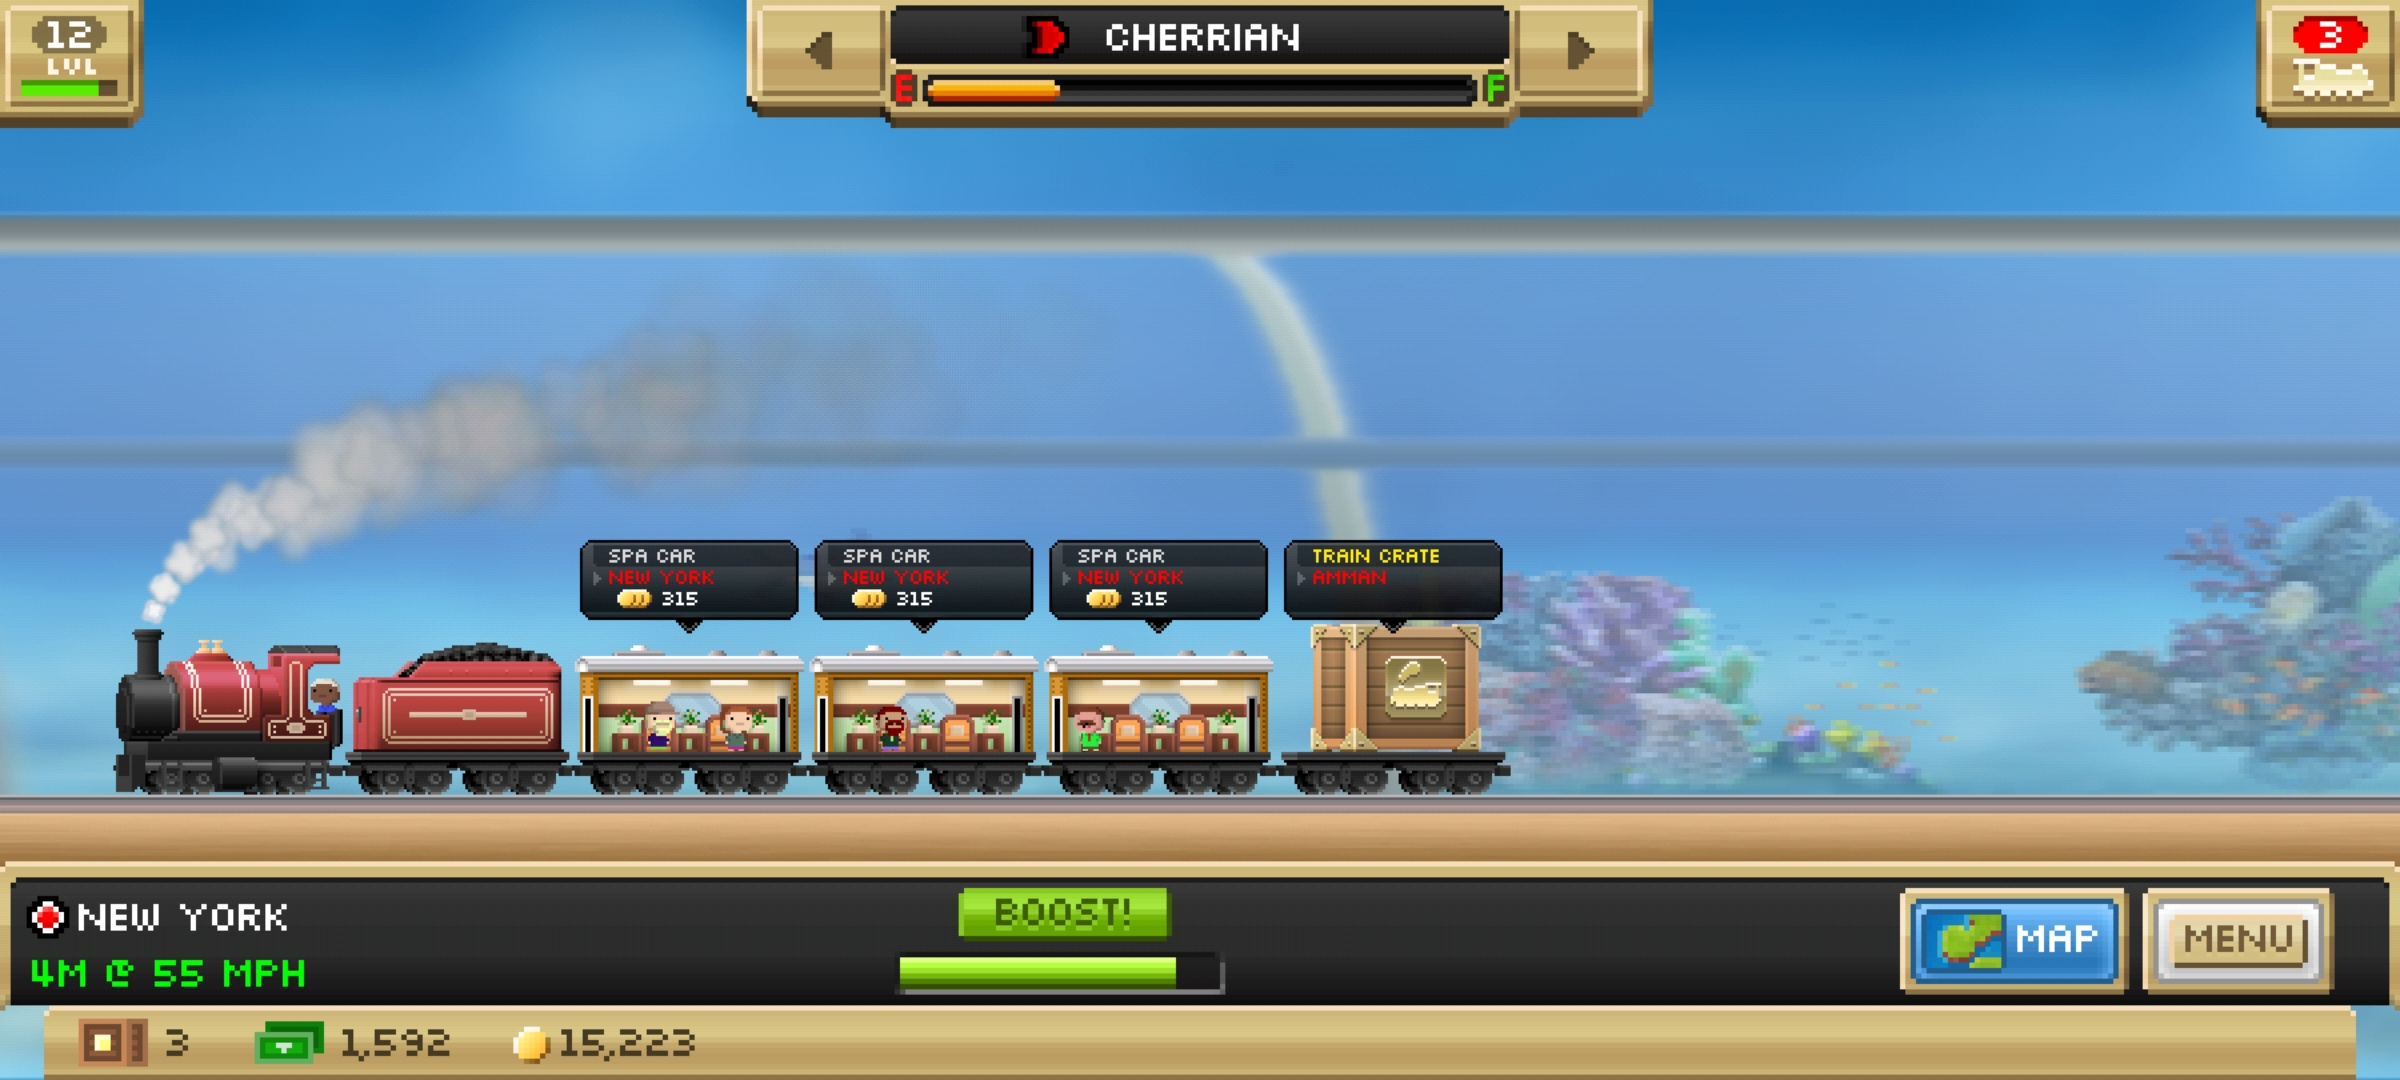 12
LVL
CHERRIAN
E
F
3
SPA CAR
NEW YORK
315
SPA CAR
NEW YORK
315
SPA CAR
NEW YORK
315
TRAIN CRATE
AMMAN
NEW YORK
4M @ 55 MPH
BOOST!
MAP
MENU
3
1,592
15,223